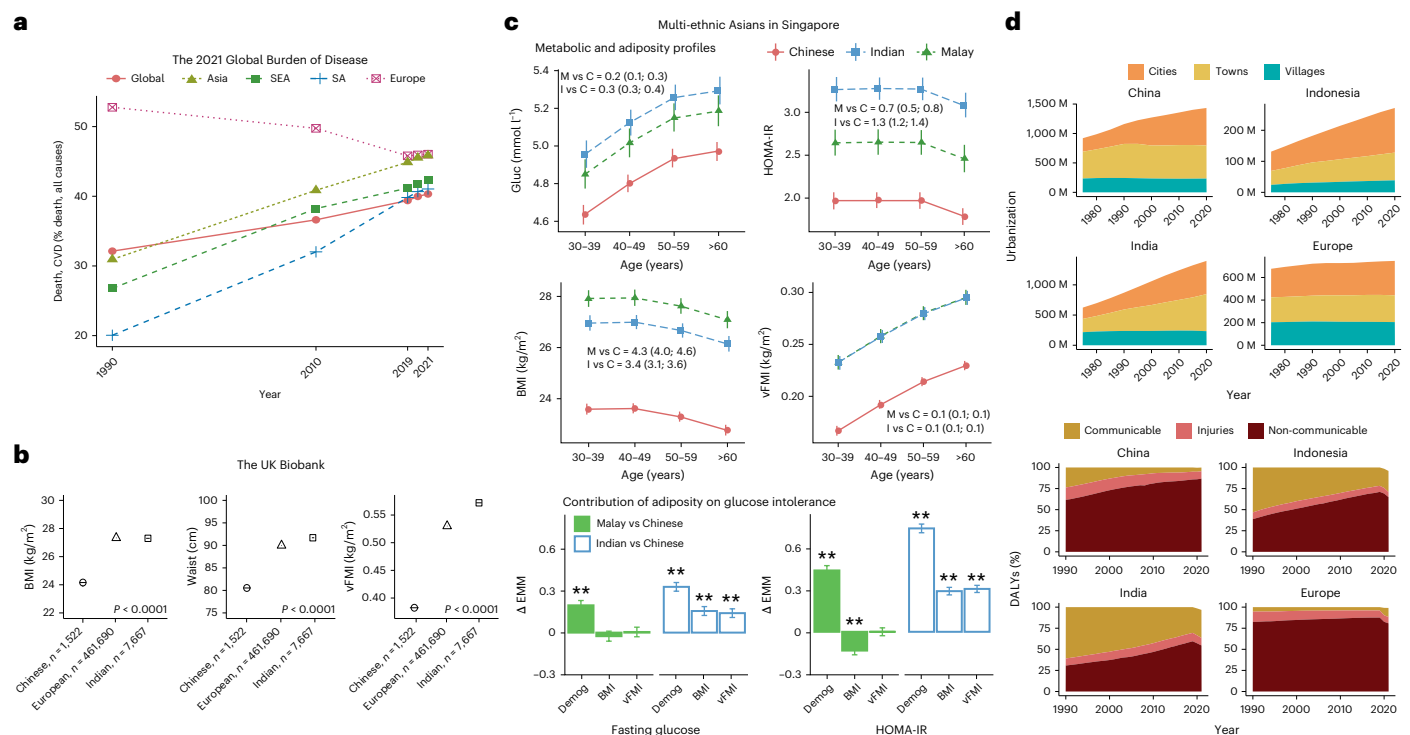 a
The 2021 Global Burden of Disease
Global Asia SEA SA Europe
Death, CVD (% death, all causes)
50
40
30
20
1990
2010
2019
2021
Year
b
The UK Biobank
BMI (kg/m²)
30
28
26
24
22
P < 0.0001
Chinese, n = 1,522
European, n = 461,690
Indian, n = 7,667
Waist (cm)
100
95
90
85
80
75
P < 0.0001
Chinese, n = 1,522
European, n = 461,690
Indian, n = 7,667
vFMI (kg/m²)
0.55
0.50
0.45
0.40
P < 0.0001
Chinese, n = 1,522
European, n = 461,690
Indian, n = 7,667
c
Multi-ethnic Asians in Singapore
Metabolic and adiposity profiles
Chinese Indian Malay
Gluc (mmol l⁻¹)
5.4
5.2
5.0
4.8
4.6
M vs C = 0.2 (0.1; 0.3)
I vs C = 0.3 (0.3; 0.4)
30–39 40–49 50–59 >60
Age (years)
HOMA-IR
3.0
2.5
2.0
M vs C = 0.7 (0.5; 0.8)
I vs C = 1.3 (1.2; 1.4)
30–39 40–49 50–59 >60
Age (years)
BMI (kg/m²)
28
26
24
M vs C = 4.3 (4.0; 4.6)
I vs C = 3.4 (3.1; 3.6)
30–39 40–49 50–59 >60
Age (years)
vFMI (kg/m²)
0.30
0.25
0.20
M vs C = 0.1 (0.1; 0.1)
I vs C = 0.1 (0.1; 0.1)
30–39 40–49 50–59 >60
Age (years)
Contribution of adiposity on glucose intolerance
Malay vs Chinese
Indian vs Chinese
Δ EMM
0.6
0.3
0
–0.3
**
**
**
**
Demog
BMI
vFMI
Demog
BMI
vFMI
Fasting glucose
Δ EMM
0.6
0.3
0
–0.3
**
**
**
**
**
Demog
BMI
vFMI
Demog
BMI
vFMI
HOMA-IR
d
Cities Towns Villages
Urbanization
China
1,500 M
1,000 M
500 M
0 M
1980
1990
2000
2010
2020
Indonesia
200 M
100 M
0 M
1980
1990
2000
2010
2020
India
1,000 M
500 M
0 M
1980
1990
2000
2010
2020
Europe
600 M
400 M
200 M
0 M
1980
1990
2000
2010
2020
Year
Communicable Injuries Non-communicable
DALYs (%)
China
100
75
50
25
0
1990 2000 2010 2020
Indonesia
100
75
50
25
0
1990 2000 2010 2020
India
100
75
50
25
0
1990 2000 2010 2020
Europe
100
75
50
25
0
1990 2000 2010 2020
Year